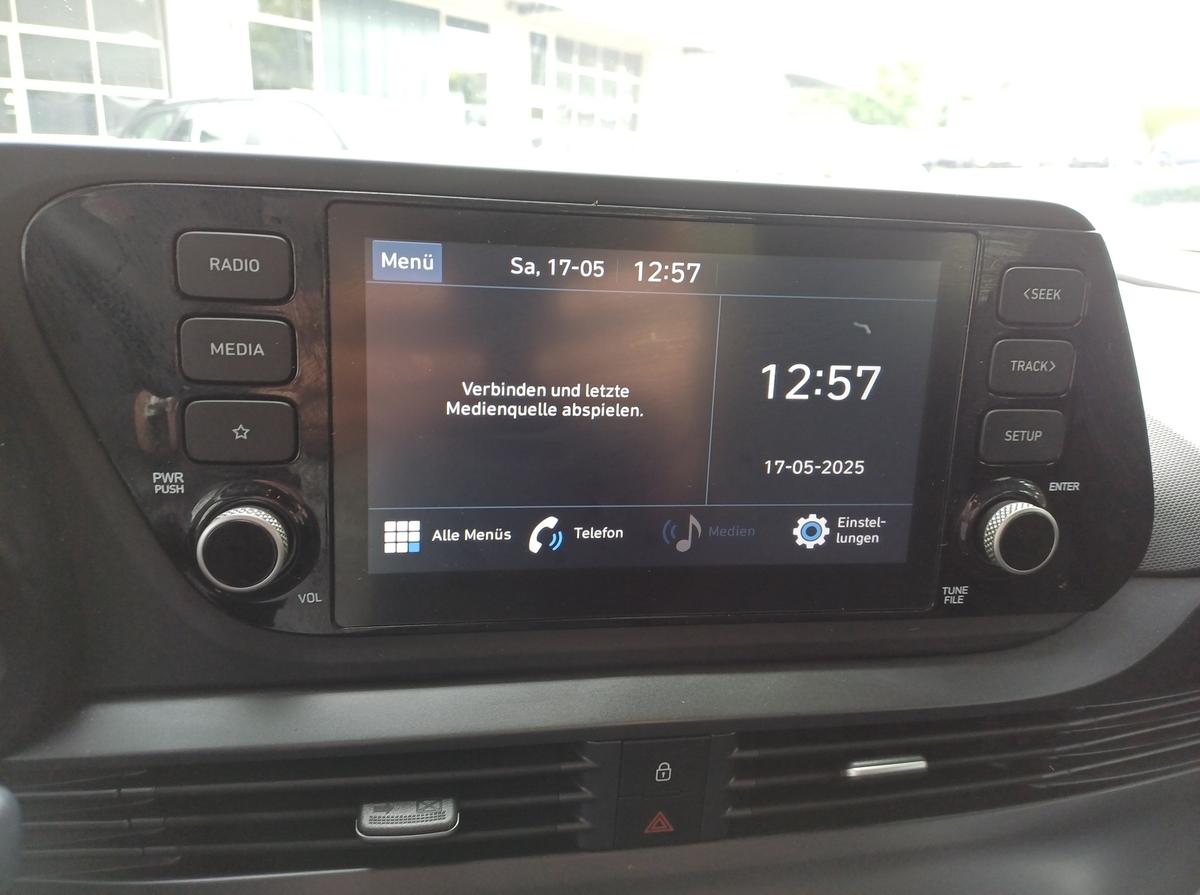 RADIO
MEDIA
PWR
PUSH
VOL
Menü
Sa, 17-05
12:57
Verbinden und letzte
Medienquelle abspielen.
12:57
17-05-2025
Alle Menüs
Telefon
Medien
Einstel-
lungen
<SEEK
TRACK>
SETUP
ENTER
TUNE
FILE